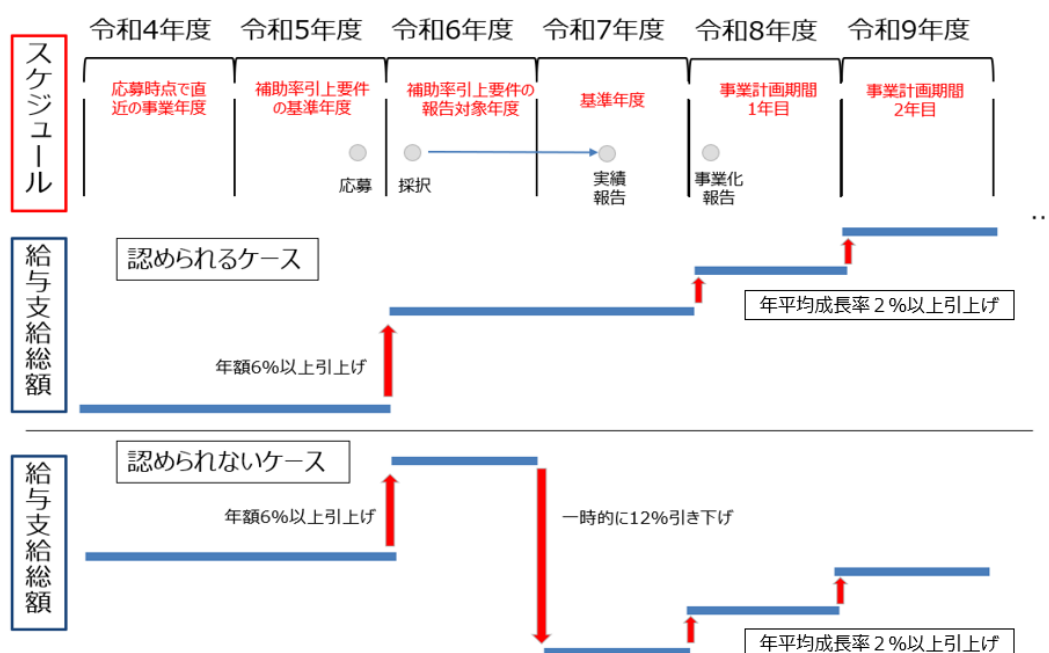 令和4年度 令和5年度 令和6年度 令和7年度 令和8年度 令和9年度
スケジュール
応募時点で直
近の事業年度
補助率引上要件
の基準年度
補助率引上要件の
報告対象年度
基準年度
事業計画期間
1年目
事業計画期間
2年目
応募
採択
実績
報告
事業化
報告
‥
給与支給総額
認められるケース
年額6%以上引上げ
年平均成長率2%以上引上げ
給与支給総額
認められないケース
年額6%以上引上げ
一時的に12%引き下げ
年平均成長率2%以上引上げ